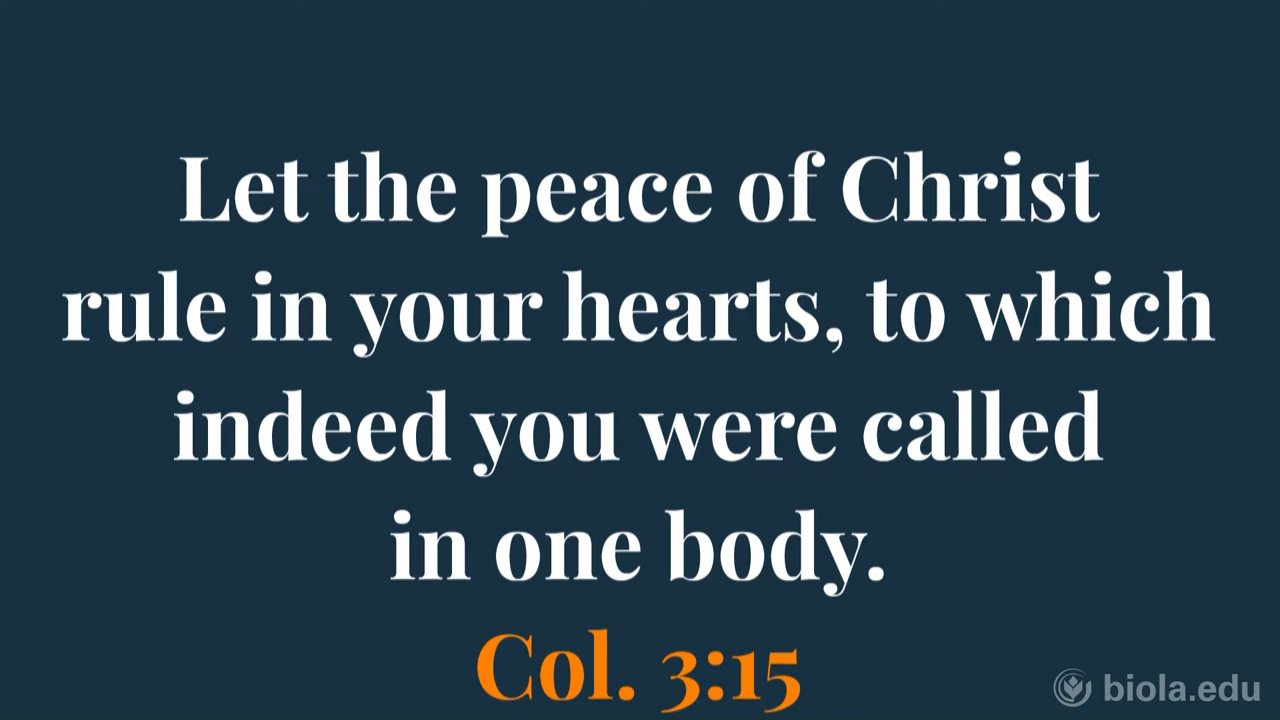 Let the peace of Christ
rule in your hearts, to which
indeed you were called
in one body.
Col. 3:15
biola.edu